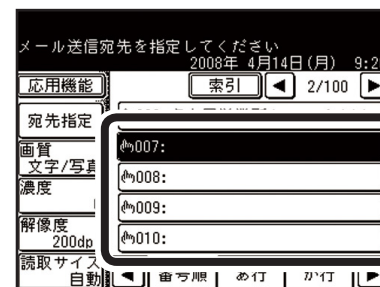 メール送信宛先を指定してください
2008年 4月14日(月) 9:2
応用機能 索引 ◀ 2/100 ▶
宛先指定
画質
文字/写真
007:
濃度
008:
009:
解像度
200dp
010:
読取サイズ
自動
◀ 番号順 あ行 か行